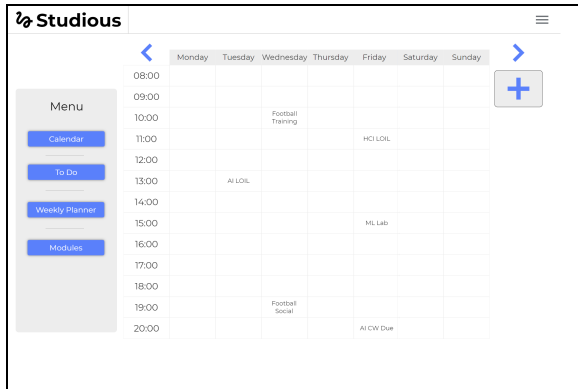 Studious
Monday Tuesday Wednesday Thursday Friday Saturday Sunday
Menu
Calendar
To Do
Weekly Planner
Modules
08:00
09:00
10:00 Football
Training
11:00 HCI LOIL
12:00
13:00 AI LOIL
14:00
15:00 ML Lab
16:00
17:00
18:00
19:00 Football
Social
20:00 AI CW Due